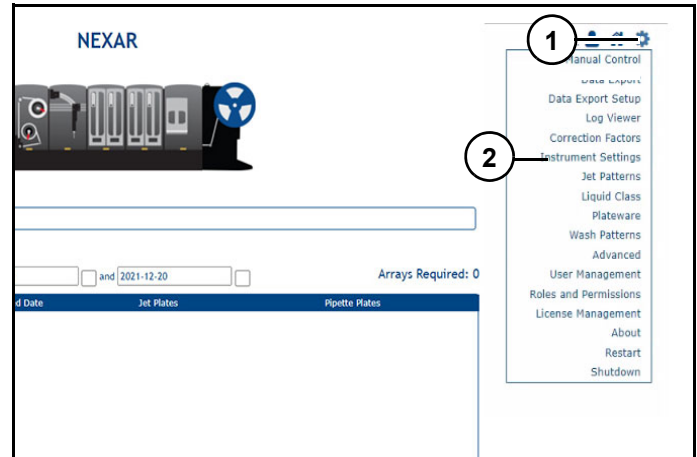 NEXAR
1
Manual Control
Data Export
Data Export Setup
Log Viewer
Correction Factors
2
Instrument Settings
Jet Patterns
Liquid Class
Plateware
Wash Patterns
Advanced
User Management
Roles and Permissions
License Management
About
Restart
Shutdown
and 2021-12-20
Arrays Required: 0
d Date Jet Plates Pipette Plates